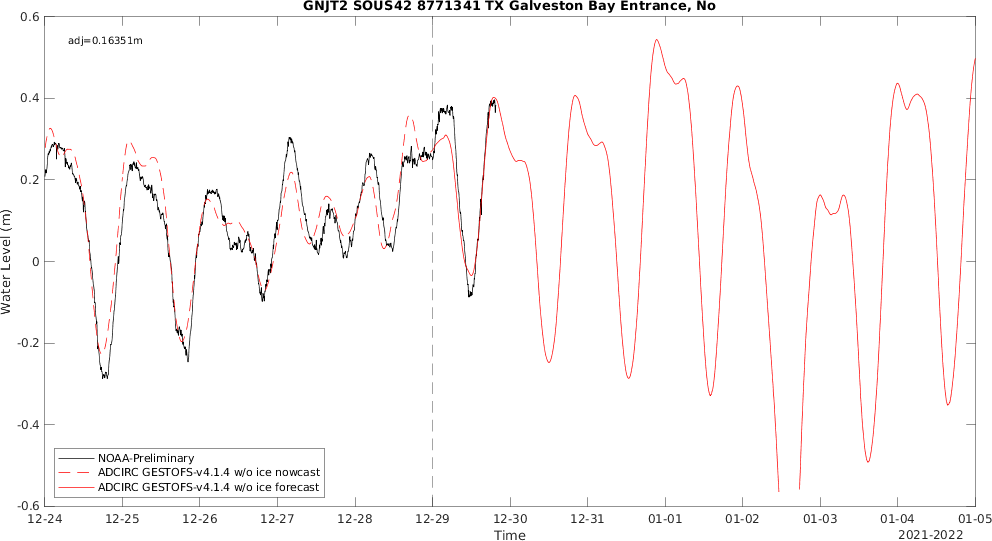 GNJT2 SOUS42 8771341 TX Galveston Bay Entrance, No
adj=0.16351m
0.6
0.4
0.2
0
-0.2
-0.4
-0.6
Water Level (m)
NOAA-Preliminary
ADCIRC GESTOFS-v4.1.4 w/o ice nowcast
ADCIRC GESTOFS-v4.1.4 w/o ice forecast
12-24 12-25 12-26 12-27 12-28 12-29 12-30 12-31 01-01 01-02 01-03 01-04 01-05
Time
2021-2022